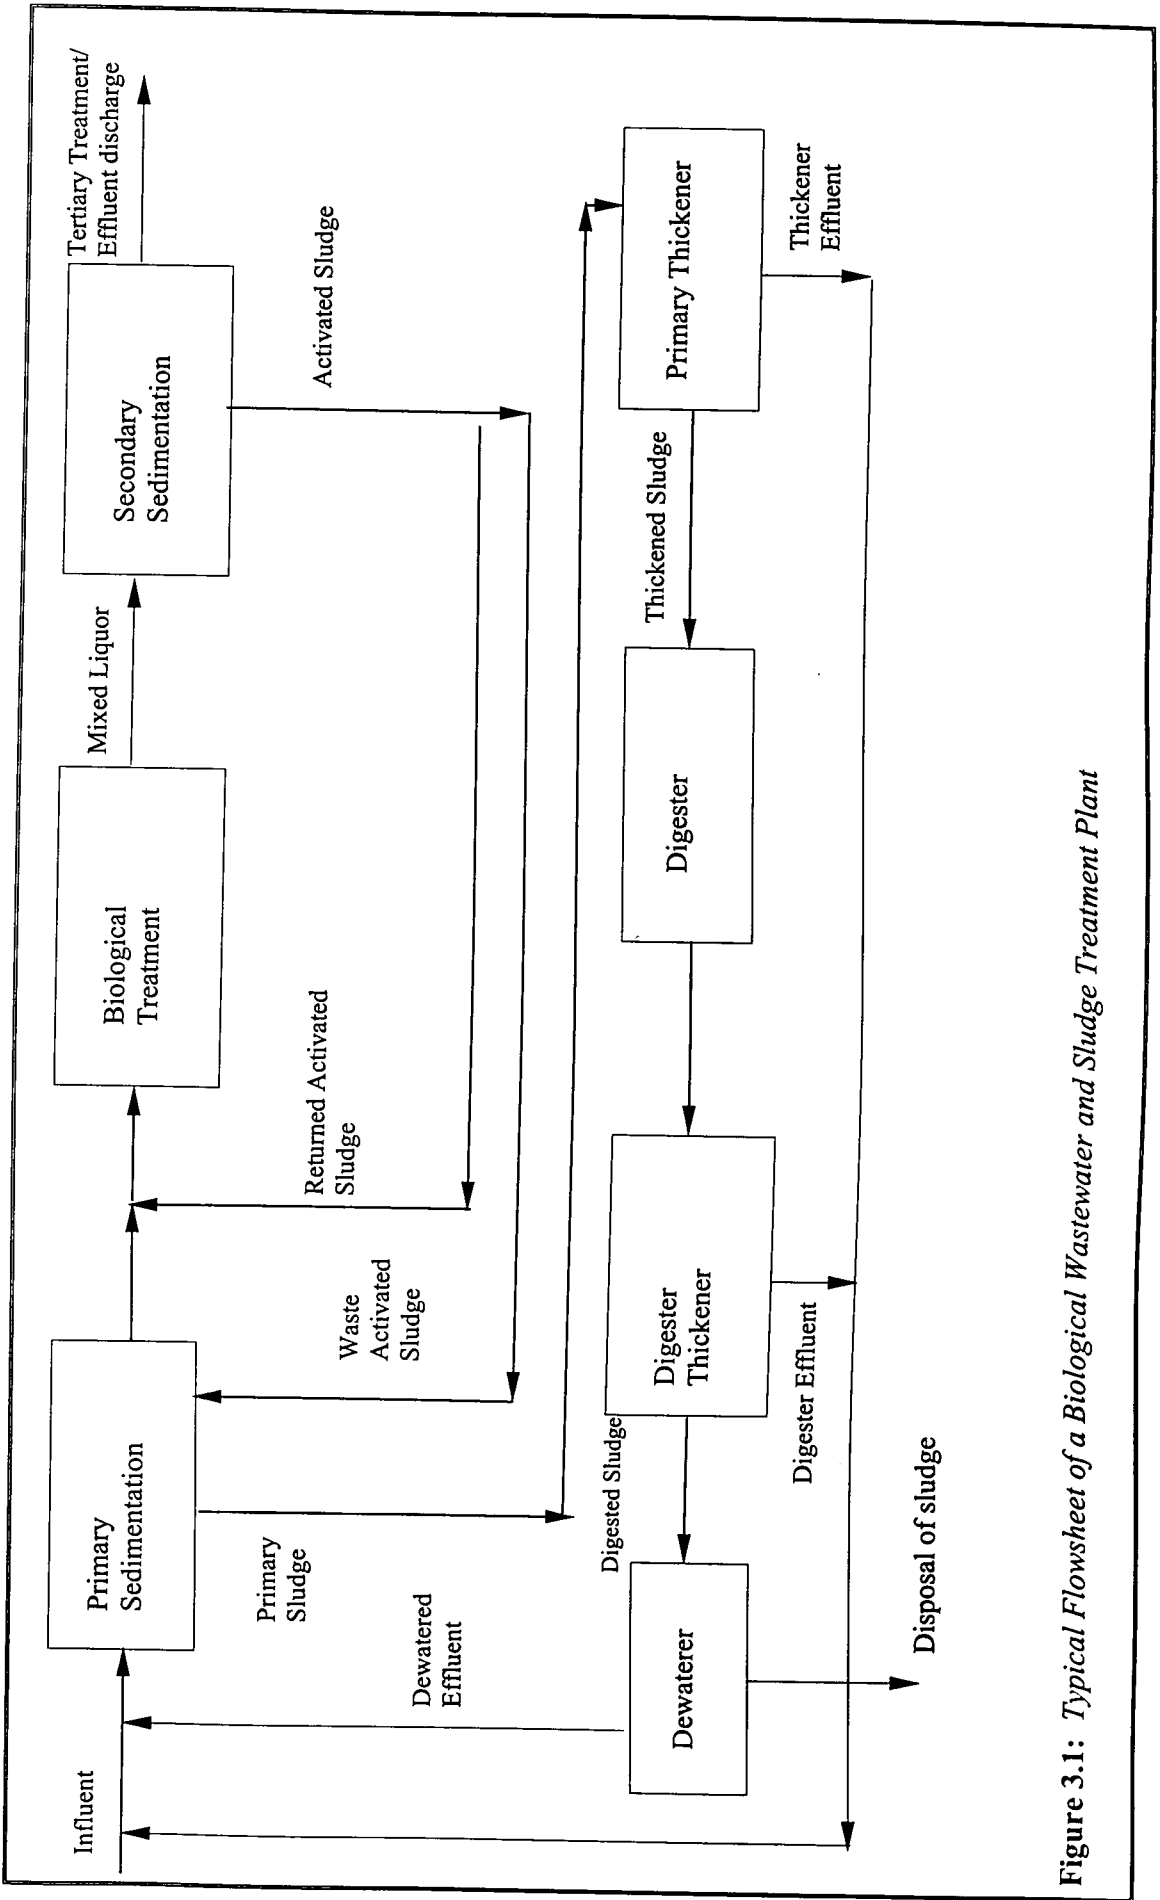 Tertiary Treatment/
Effluent discharge
Influent
Primary
Sedimentation
Biological
Treatment
Mixed Liquor
Secondary
Sedimentation
Primary
Sludge
Waste
Activated
Sludge
Returned Activated
Sludge
Activated Sludge
Dewatered
Effluent
Dewaterer
Digested Sludge
Digester
Thickener
Digester
Thickened Sludge
Primary Thickener
Digester Effluent
Thickener
Effluent
Disposal of sludge
Figure 3.1: Typical Flowsheet of a Biological Wastewater and Sludge Treatment Plant